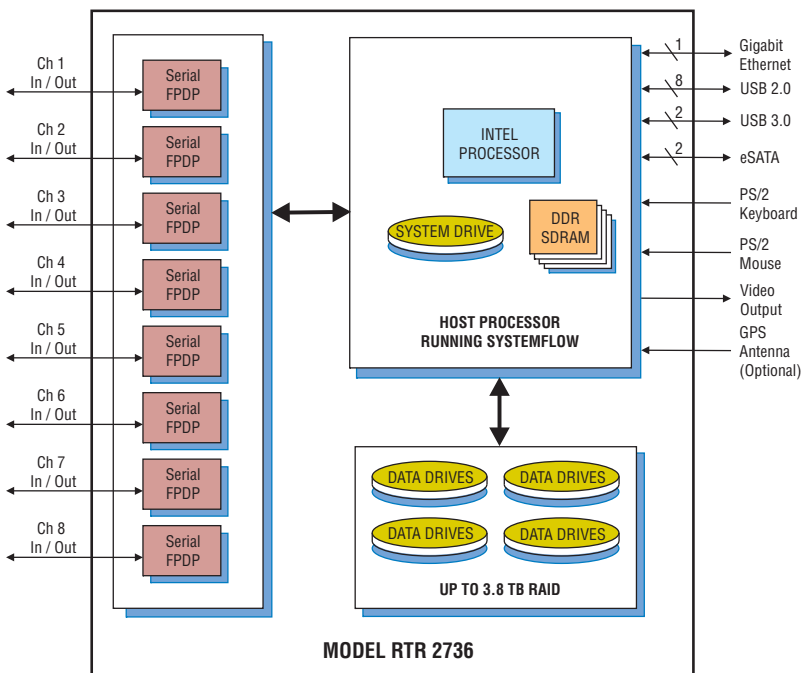 Ch 1
In / Out
Serial
FPDP
Ch 2
In / Out
Serial
FPDP
Ch 3
In / Out
Serial
FPDP
Ch 4
In / Out
Serial
FPDP
Ch 5
In / Out
Serial
FPDP
Ch 6
In / Out
Serial
FPDP
Ch 7
In / Out
Serial
FPDP
Ch 8
In / Out
Serial
FPDP
INTEL
PROCESSOR
SYSTEM DRIVE
DDR
SDRAM
HOST PROCESSOR
RUNNING SYSTEMFLOW
1
Gigabit
Ethernet
8
USB 2.0
2
USB 3.0
2
eSATA
PS/2
Keyboard
PS/2
Mouse
Video
Output
GPS
Antenna
(Optional)
DATA DRIVES
DATA DRIVES
DATA DRIVES
DATA DRIVES
UP TO 3.8 TB RAID
MODEL RTR 2736